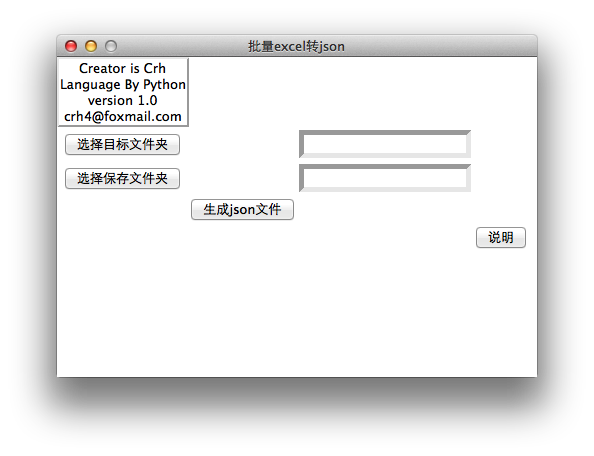 批量excel转json
Creator is Crh
Language By Python
version 1.0
crh4@foxmail.com
选择目标文件夹
选择保存文件夹
生成json文件
说明